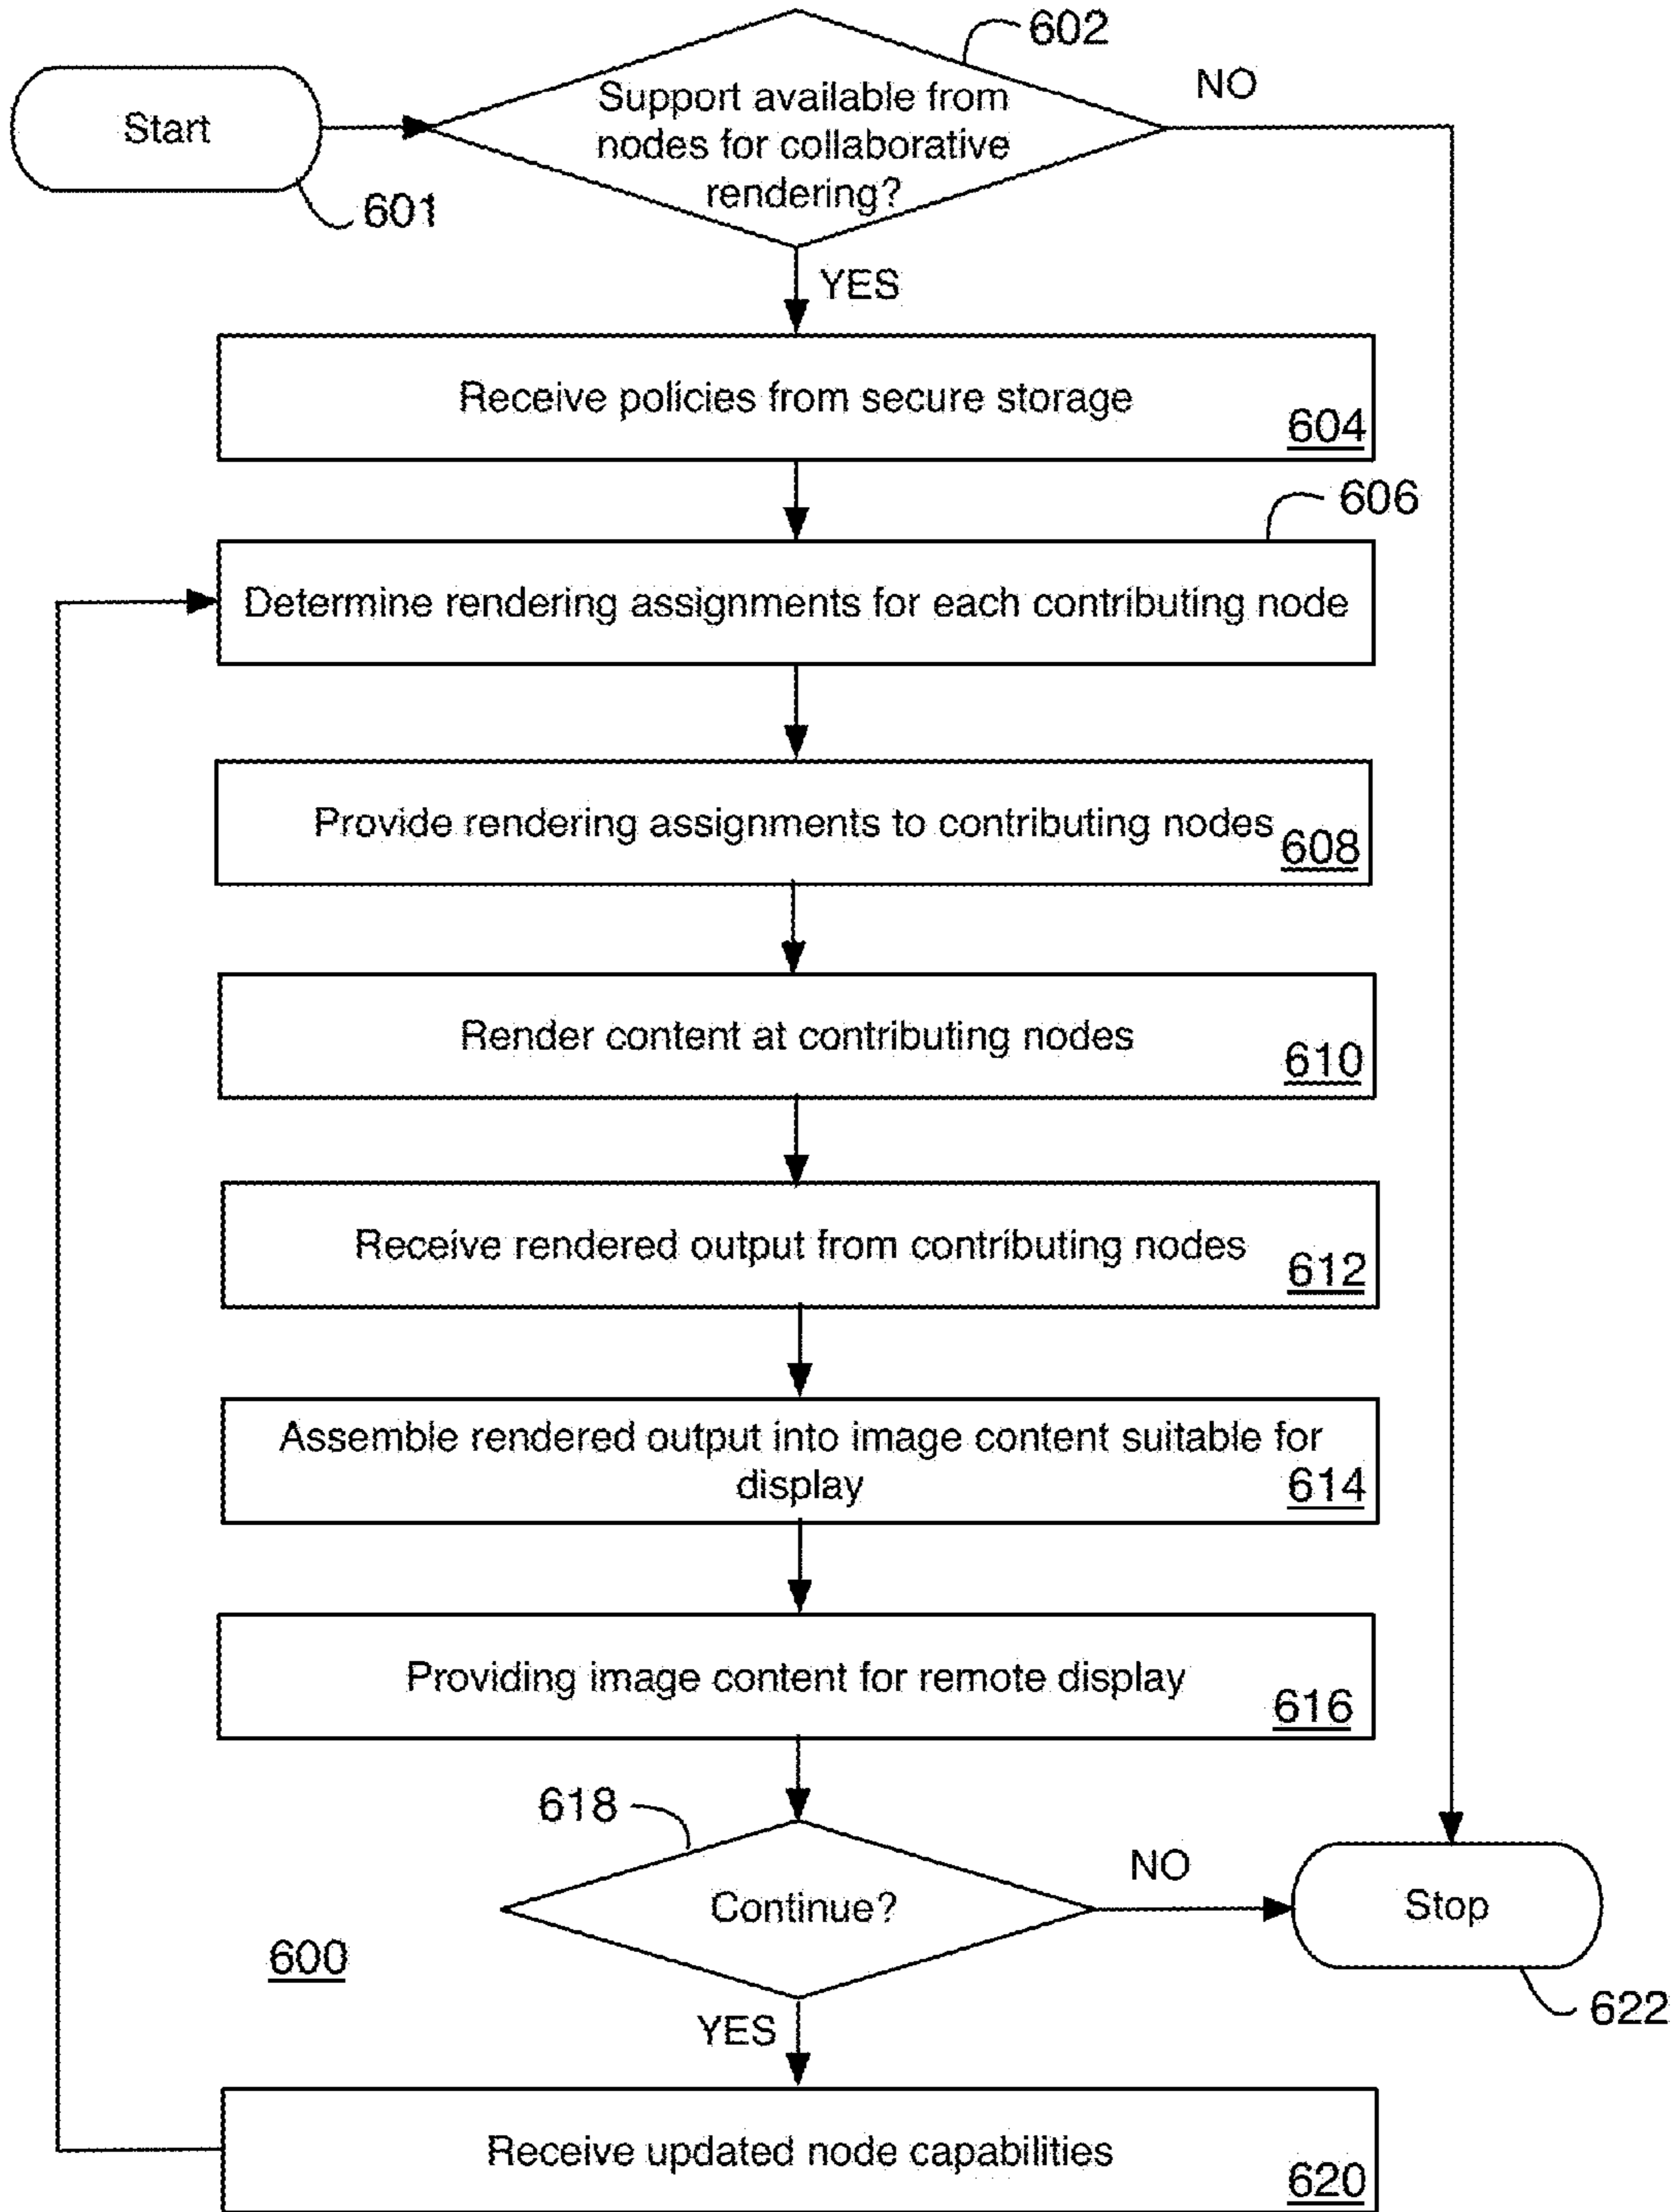 602
Support available from
nodes for collaborative
rendering?
NO
Start
601
YES
Receive policies from secure storage
604
606
Determine rendering assignments for each contributing node
Provide rendering assignments to contributing nodes
608
Render content at contributing nodes
610
Receive rendered output from contributing nodes
612
Assemble rendered output into image content suitable for
display
614
Providing image content for remote display
616
618
Continue?
NO
Stop
600
622
YES
Receive updated node capabilities
620